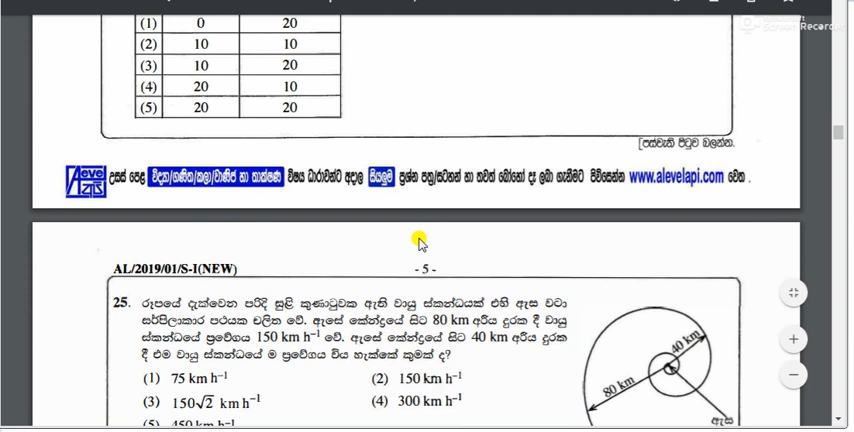 (1) 0 20
(2) 10 10
(3) 10 20
(4) 20 10
(5) 20 20
[පස්වැනි පිටුව බලන්න.
උසස් පෙළ විද්‍යා/ගණිත/කලා/වාණිජ හා තාක්ෂණ විෂය ධාරාවන්ට අදාල සියලුම ප්‍රශ්න පත්‍ර/සටහන් හා තවත් බෝහෝ දෑ ලබා ගැනීමට පිවිසෙන්න www.alevelapi.com වෙත .
AL/2019/01/S-I(NEW) - 5 -
25. රූපයේ දැක්වෙන පරිදි සුළි කුණාටුවක ඇති වායු ස්කන්ධයක් එහි ඇස වටා
සර්පිලාකාර පථයක චලිත වේ. ඇසේ කේන්ද්‍රයේ සිට 80 km අරීය දුරක දී වායු
ස්කන්ධයේ ප්‍රවේගය 150 km h⁻¹ වේ. ඇසේ කේන්ද්‍රයේ සිට 40 km අරීය දුරක
දී එම වායු ස්කන්ධයේ ම ප්‍රවේගය විය හැක්කේ කුමක් ද?
(1) 75 km h⁻¹ (2) 150 km h⁻¹
(3) 150√2 km h⁻¹ (4) 300 km h⁻¹
(5) 450 km h⁻¹
40 km
80 km
ඇස